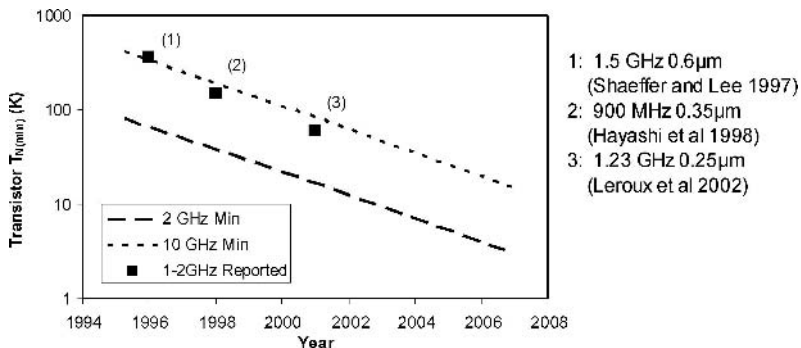 1000
100
10
1
Transistor T_N(min) (K)
(1)
(2)
(3)
2 GHz Min
10 GHz Min
1-2GHz Reported
1994 1996 1998 2000 2002 2004 2006 2008
Year
1: 1.5 GHz 0.6µm
(Shaeffer and Lee 1997)
2: 900 MHz 0.35µm
(Hayashi et al 1998)
3: 1.23 GHz 0.25µm
(Leroux et al 2002)